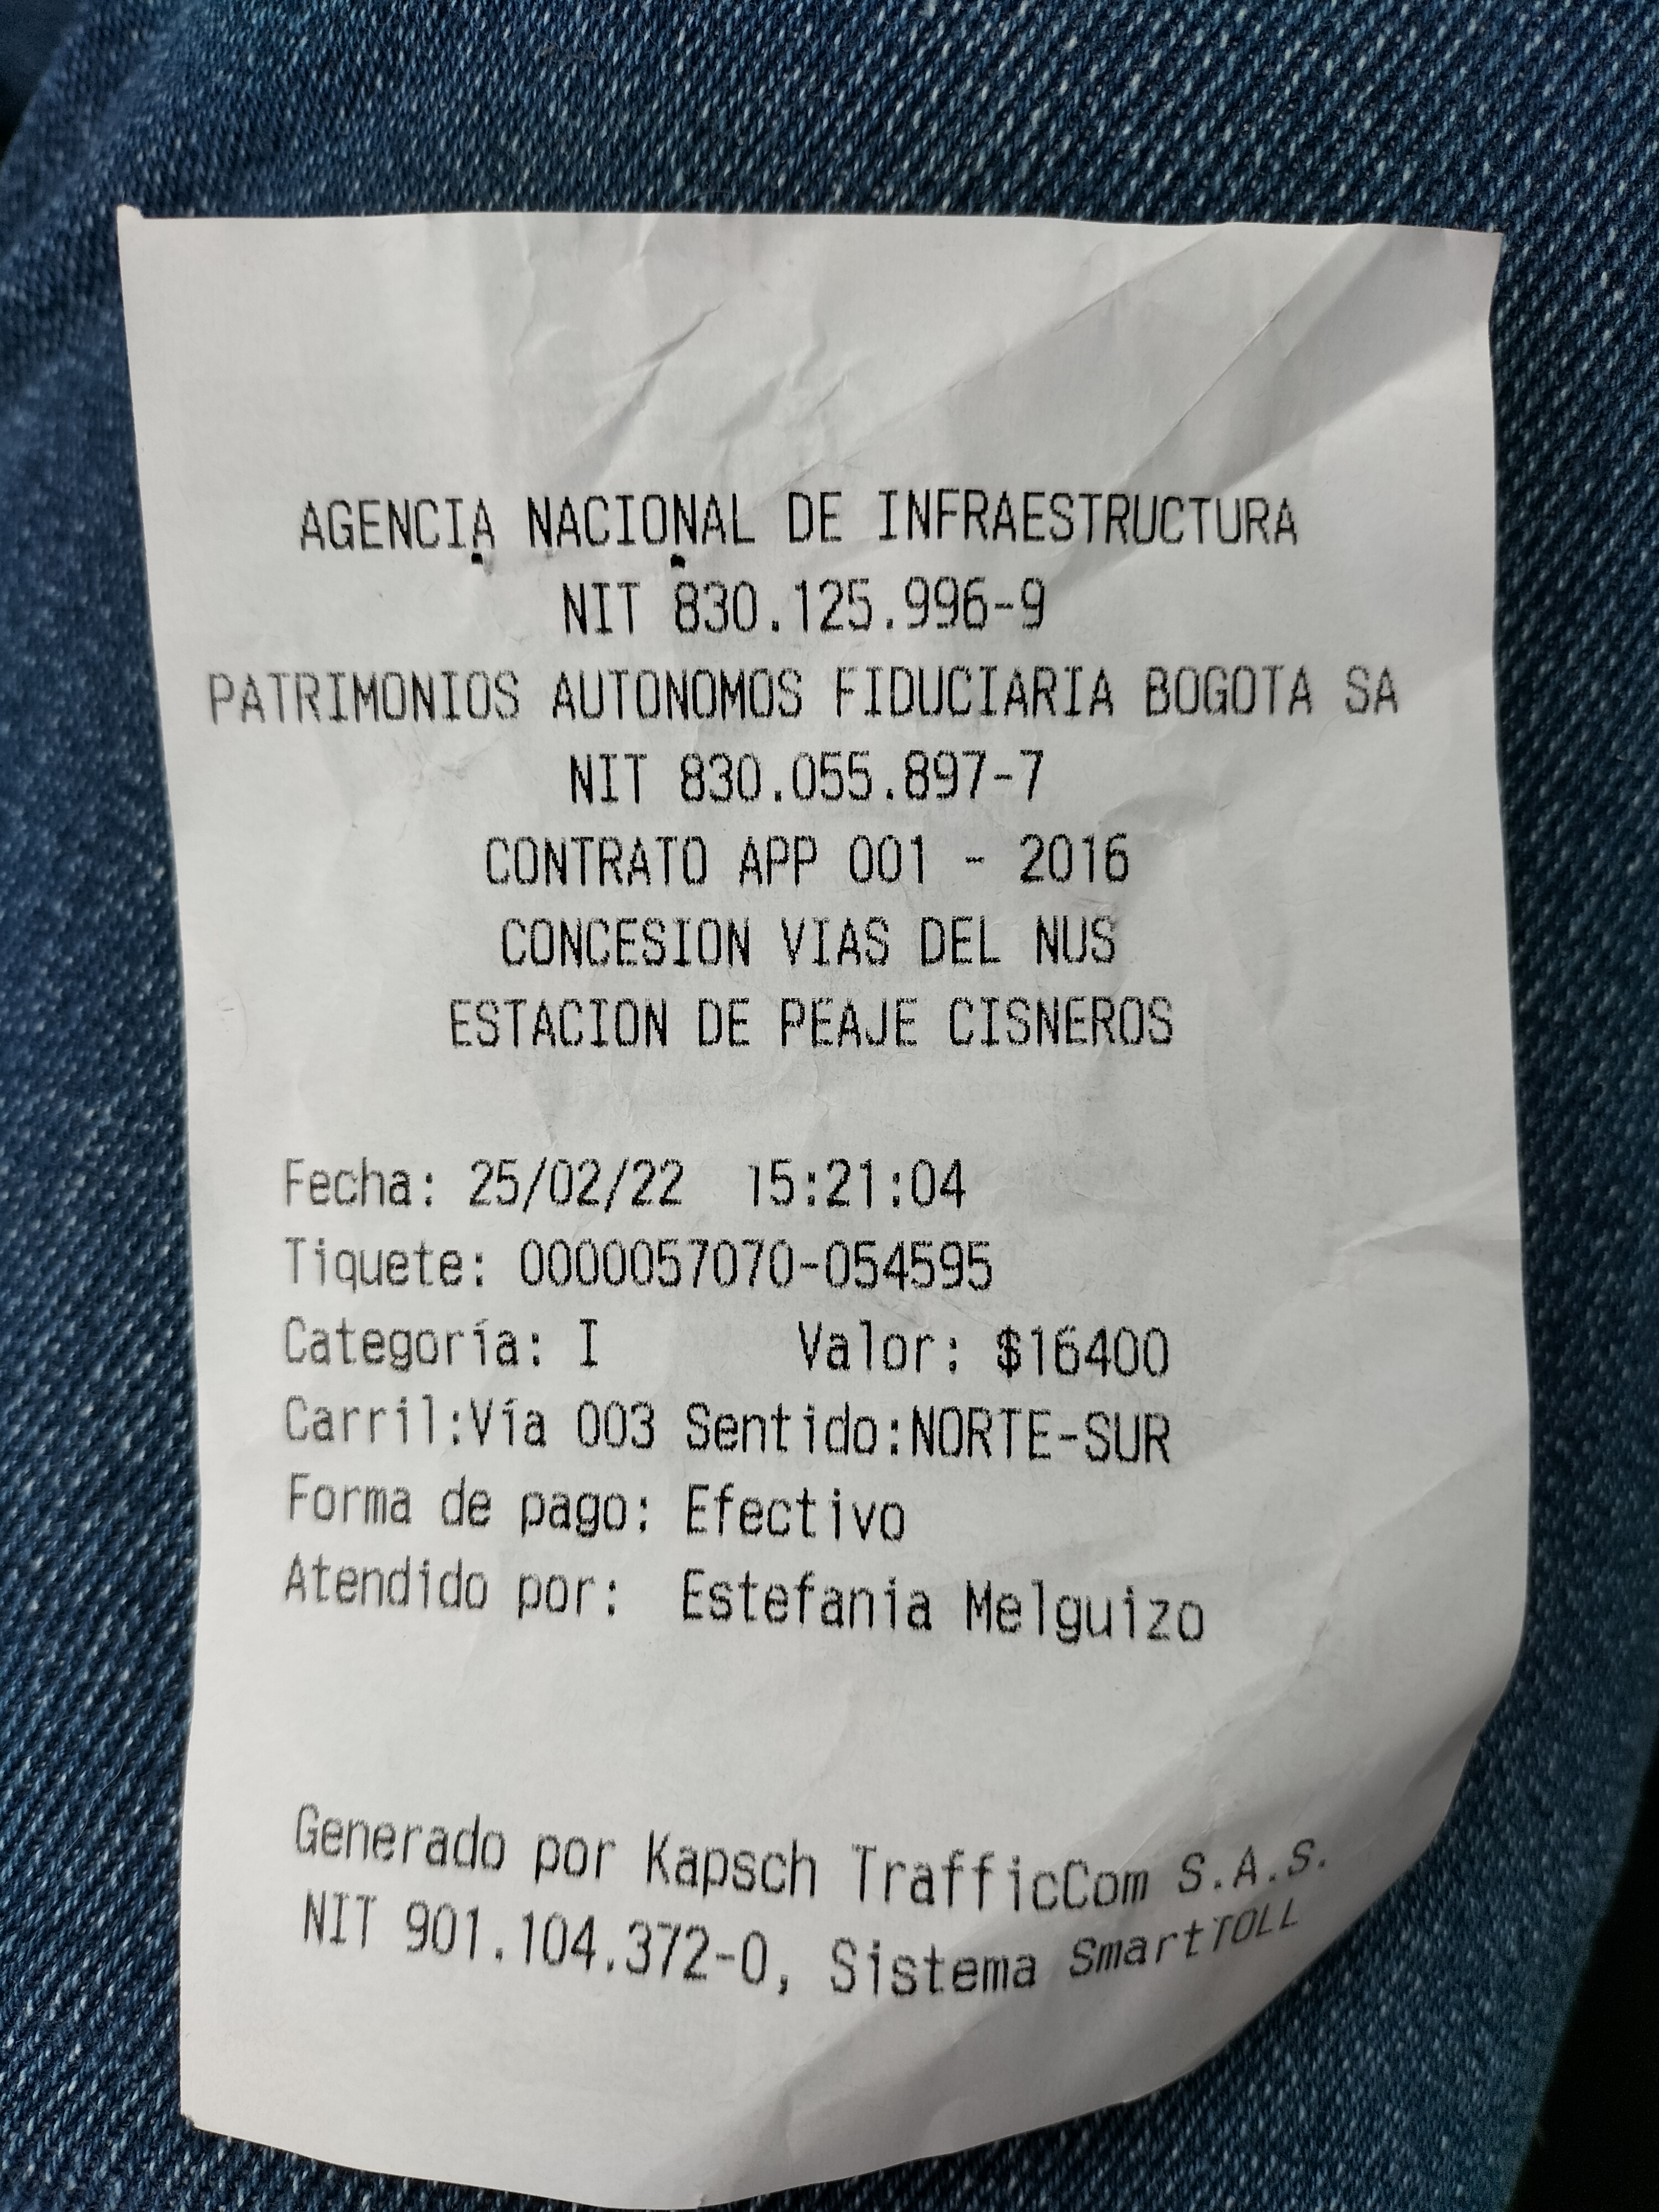 AGENCIA NACIONAL DE INFRAESTRUCTURA
NIT 830.125.996-9
PATRIMONIOS AUTONOMOS FIDUCIARIA BOGOTA SA
NIT 830.055.897-7
CONTRATO APP 001 - 2016
CONCESION VIAS DEL NUS
ESTACION DE PEAJE CISNEROS
Fecha: 25/02/22 15:21:04
Tiquete: 0000057070-054595
Categoría: I Valor: $16400
Carril:Vía 003 Sentido:NORTE-SUR
Forma de pago: Efectivo
Atendido por: Estefania Melguizo
Generado por Kapsch TrafficCom S.A.S.
NIT 901.104.372-0, Sistema SmartTOLL